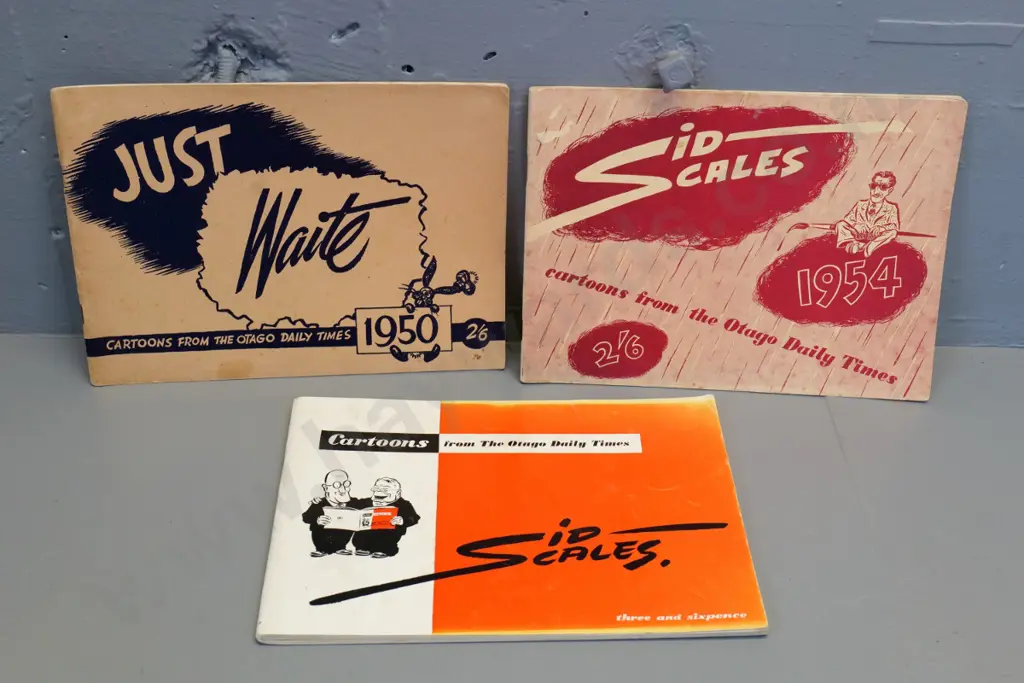 JUST
Waite
CARTOONS FROM THE OTAGO DAILY TIMES
1950
2/6
SiD
SCALES
1954
cartoons from the Otago Daily Times
2/6
Cartoons from The Otago Daily Times
SiD
SCALES.
three and sixpence